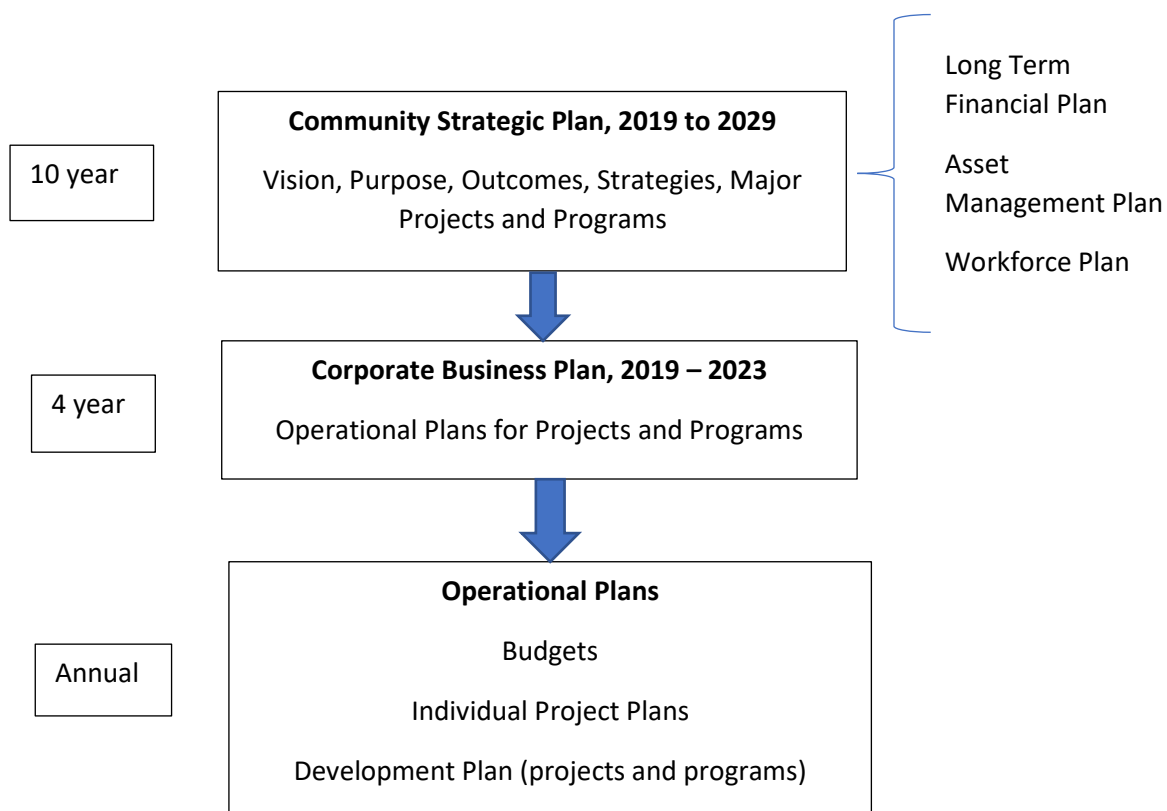 10 year
Community Strategic Plan, 2019 to 2029
Vision, Purpose, Outcomes, Strategies, Major
Projects and Programs
Long Term
Financial Plan
Asset
Management Plan
Workforce Plan
4 year
Corporate Business Plan, 2019 – 2023
Operational Plans for Projects and Programs
Annual
Operational Plans
Budgets
Individual Project Plans
Development Plan (projects and programs)